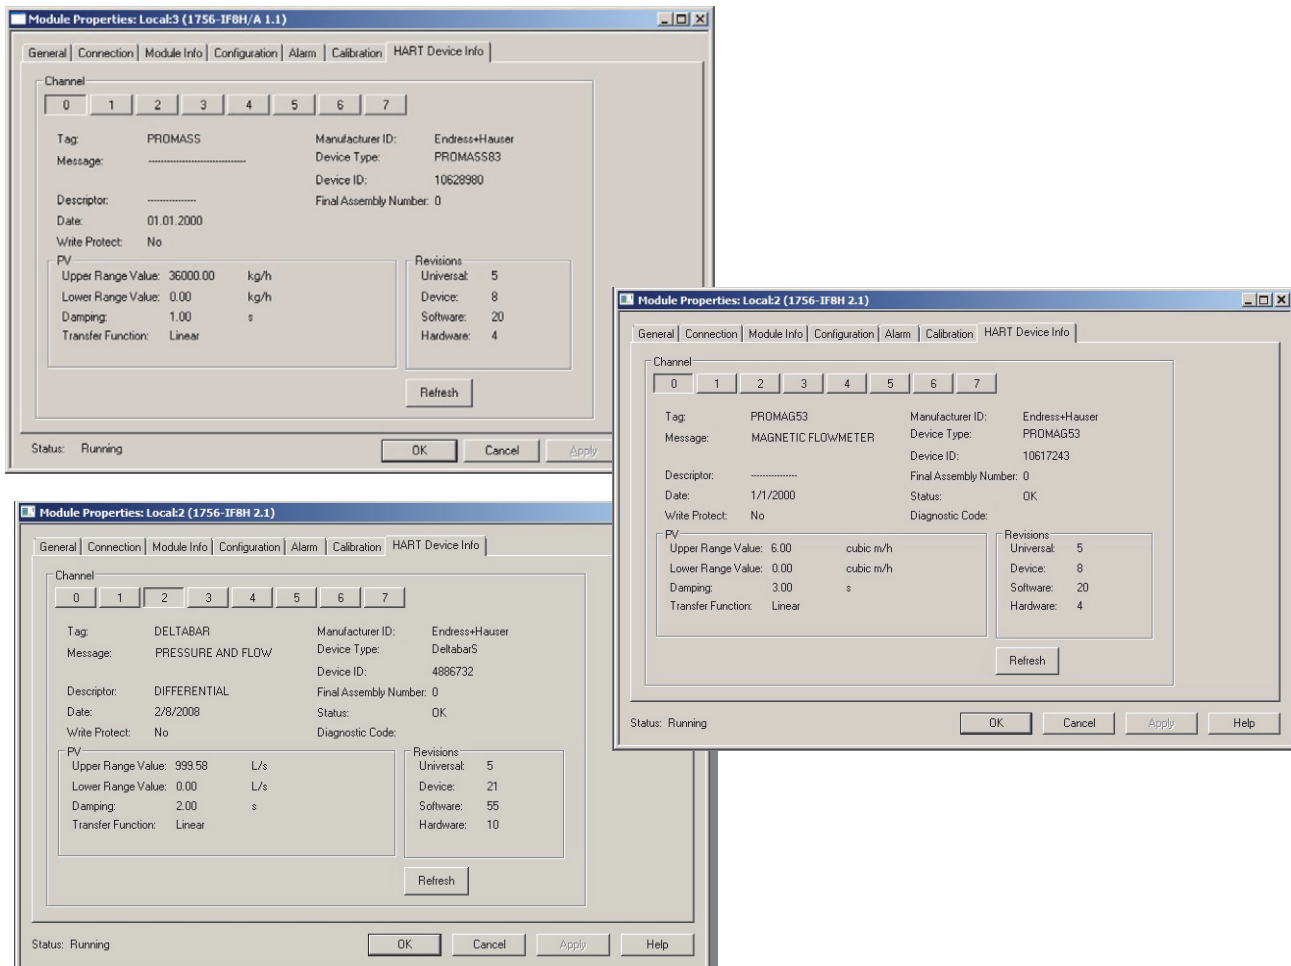 Module Properties: Local:3 (1756-IF8H/A 1.1)
General Connection Module Info Configuration Alarm Calibration HART Device Info
Channel
0 1 2 3 4 5 6 7
Tag: PROMASS Manufacturer ID: Endress+Hauser
Message: -------------------------------- Device Type: PROMASS83
Device ID: 10628980
Descriptor: ---------------- Final Assembly Number: 0
Date: 01.01.2000
Write Protect: No
PV Revisions
Upper Range Value: 36000.00 kg/h Universal: 5
Lower Range Value: 0.00 kg/h Device: 8
Damping: 1.00 s Software: 20
Transfer Function: Linear Hardware: 4
Refresh
Status: Running OK Cancel Apply
Module Properties: Local:2 (1756-IF8H 2.1)
General Connection Module Info Configuration Alarm Calibration HART Device Info
Channel
0 1 2 3 4 5 6 7
Tag: PROMAG53 Manufacturer ID: Endress+Hauser
Message: MAGNETIC FLOWMETER Device Type: PROMAG53
Device ID: 10617243
Descriptor: ---------------- Final Assembly Number: 0
Date: 1/1/2000 Status: OK
Write Protect: No Diagnostic Code:
PV Revisions
Upper Range Value: 6.00 cubic m/h Universal: 5
Lower Range Value: 0.00 cubic m/h Device: 8
Damping: 3.00 s Software: 20
Transfer Function: Linear Hardware: 4
Refresh
Status: Running OK Cancel Apply Help
Module Properties: Local:2 (1756-IF8H 2.1)
General Connection Module Info Configuration Alarm Calibration HART Device Info
Channel
0 1 2 3 4 5 6 7
Tag: DELTABAR Manufacturer ID: Endress+Hauser
Message: PRESSURE AND FLOW Device Type: DeltabarS
Device ID: 4886732
Descriptor: DIFFERENTIAL Final Assembly Number: 0
Date: 2/8/2008 Status: OK
Write Protect: No Diagnostic Code:
PV Revisions
Upper Range Value: 999.58 L/s Universal: 5
Lower Range Value: 0.00 L/s Device: 21
Damping: 2.00 s Software: 55
Transfer Function: Linear Hardware: 10
Refresh
Status: Running OK Cancel Apply Help